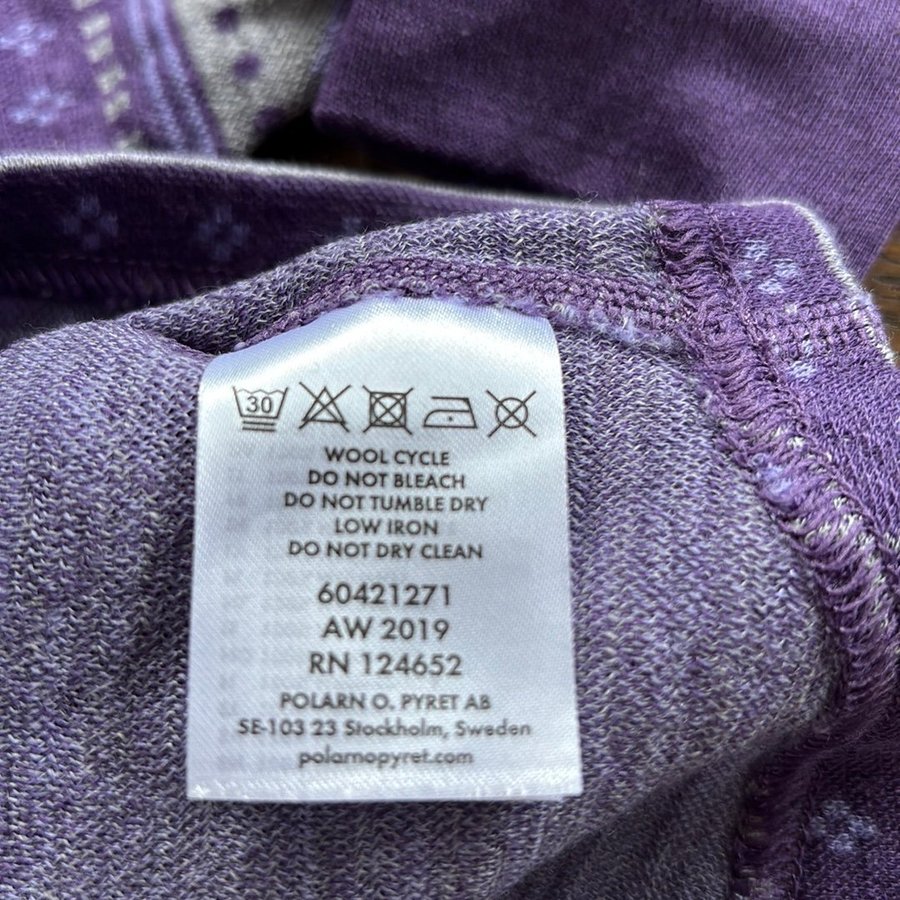 30
WOOL CYCLE
DO NOT BLEACH
DO NOT TUMBLE DRY
LOW IRON
DO NOT DRY CLEAN
60421271
AW 2019
RN 124652
POLARN O. PYRET AB
SE-103 23 Stockholm, Sweden
polarnopyret.com